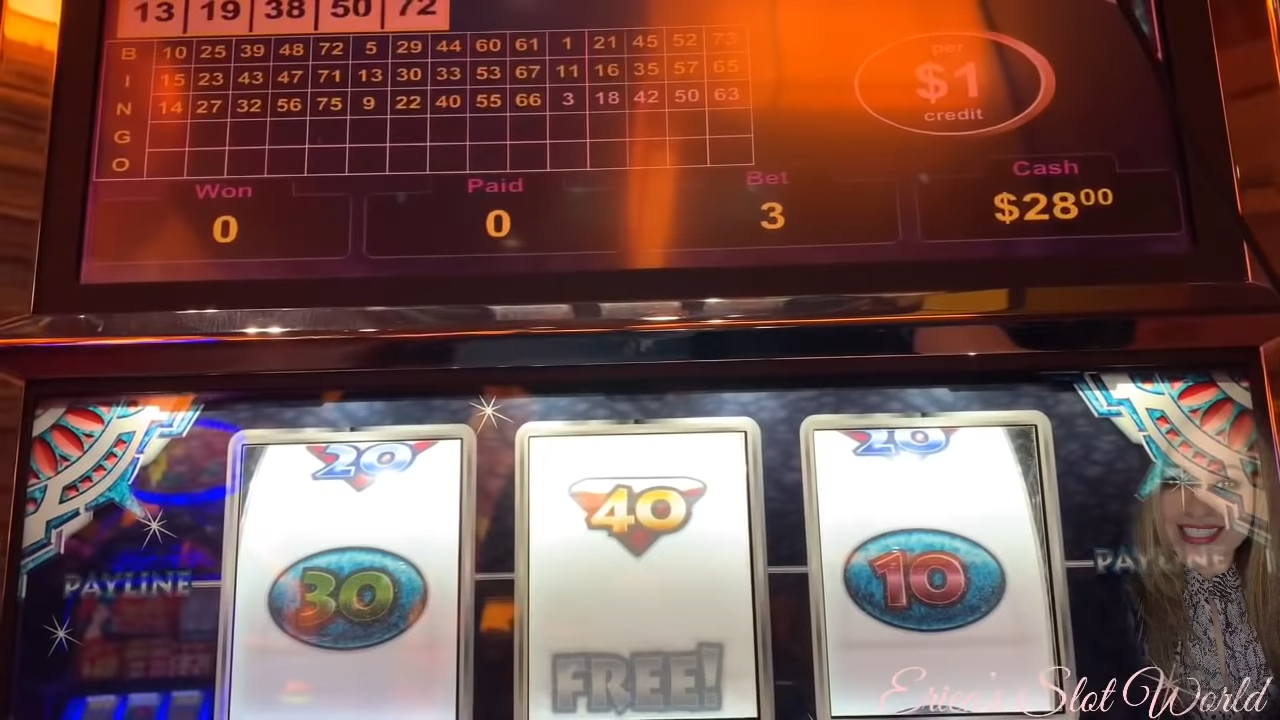 13 19 38 50 72
B 10 25 39 48 72 5 29 44 60 61 1 21 45 52 73
I 15 23 43 47 71 13 30 33 53 67 11 16 35 57 65
N 14 27 32 56 75 9 22 40 55 66 3 18 42 50 63
G
O
per
$1
credit
Won Paid Bet Cash
0 0 3 $28.00
20 20
40
30 10
PAYLINE PAYLINE
FREE!
Erica's Slot World